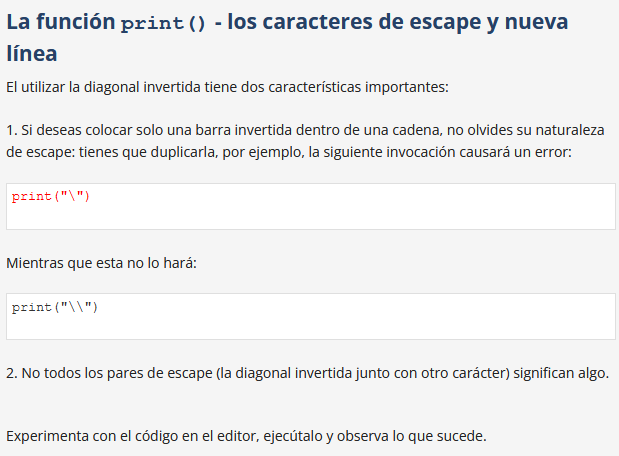 La función print() - los caracteres de escape y nueva
línea
El utilizar la diagonal invertida tiene dos características importantes:
1. Si deseas colocar solo una barra invertida dentro de una cadena, no olvides su naturaleza
de escape: tienes que duplicarla, por ejemplo, la siguiente invocación causará un error:
print("\")
Mientras que esta no lo hará:
print("\\")
2. No todos los pares de escape (la diagonal invertida junto con otro carácter) significan algo.
Experimenta con el código en el editor, ejecútalo y observa lo que sucede.